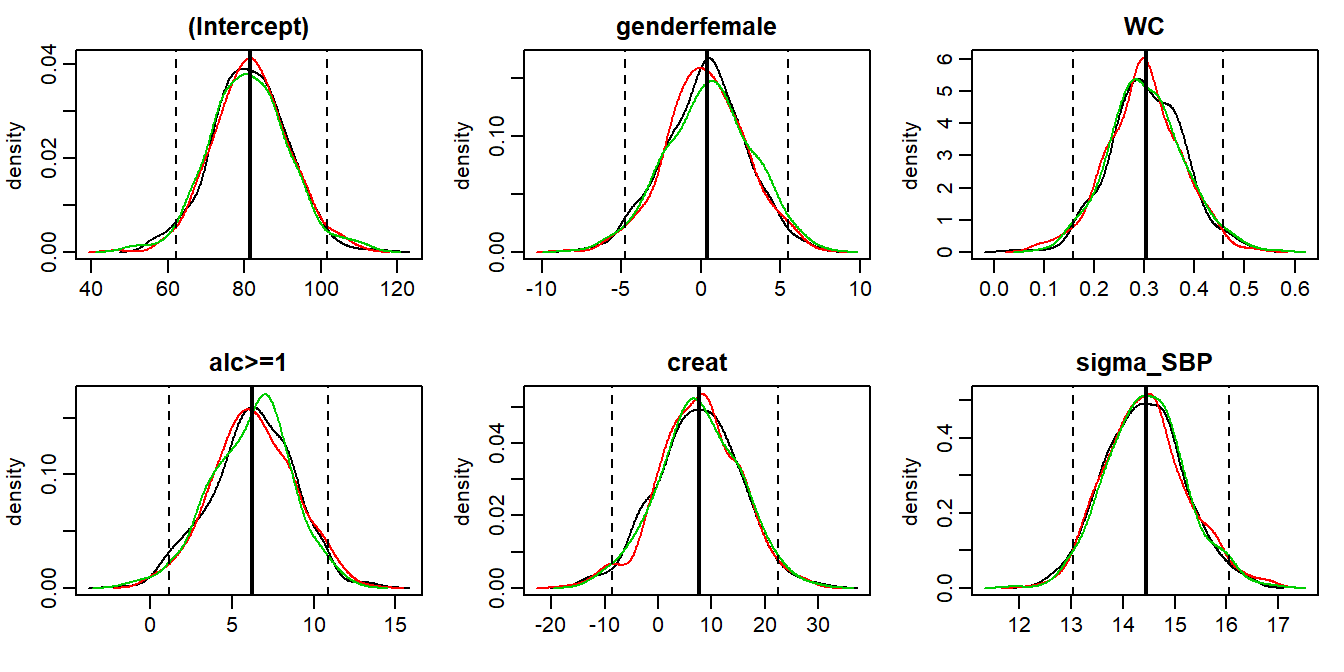 (Intercept)
density
0.00 0.02 0.04
40 60 80 100 120
genderfemale
density
0.00 0.10
-10 -5 0 5 10
WC
density
0 1 2 3 4 5 6
0.0 0.1 0.2 0.3 0.4 0.5 0.6
alc>=1
density
0.00 0.10
0 5 10 15
creat
density
0.00 0.02 0.04
-20 -10 0 10 20 30
sigma_SBP
density
0.0 0.2 0.4
12 13 14 15 16 17